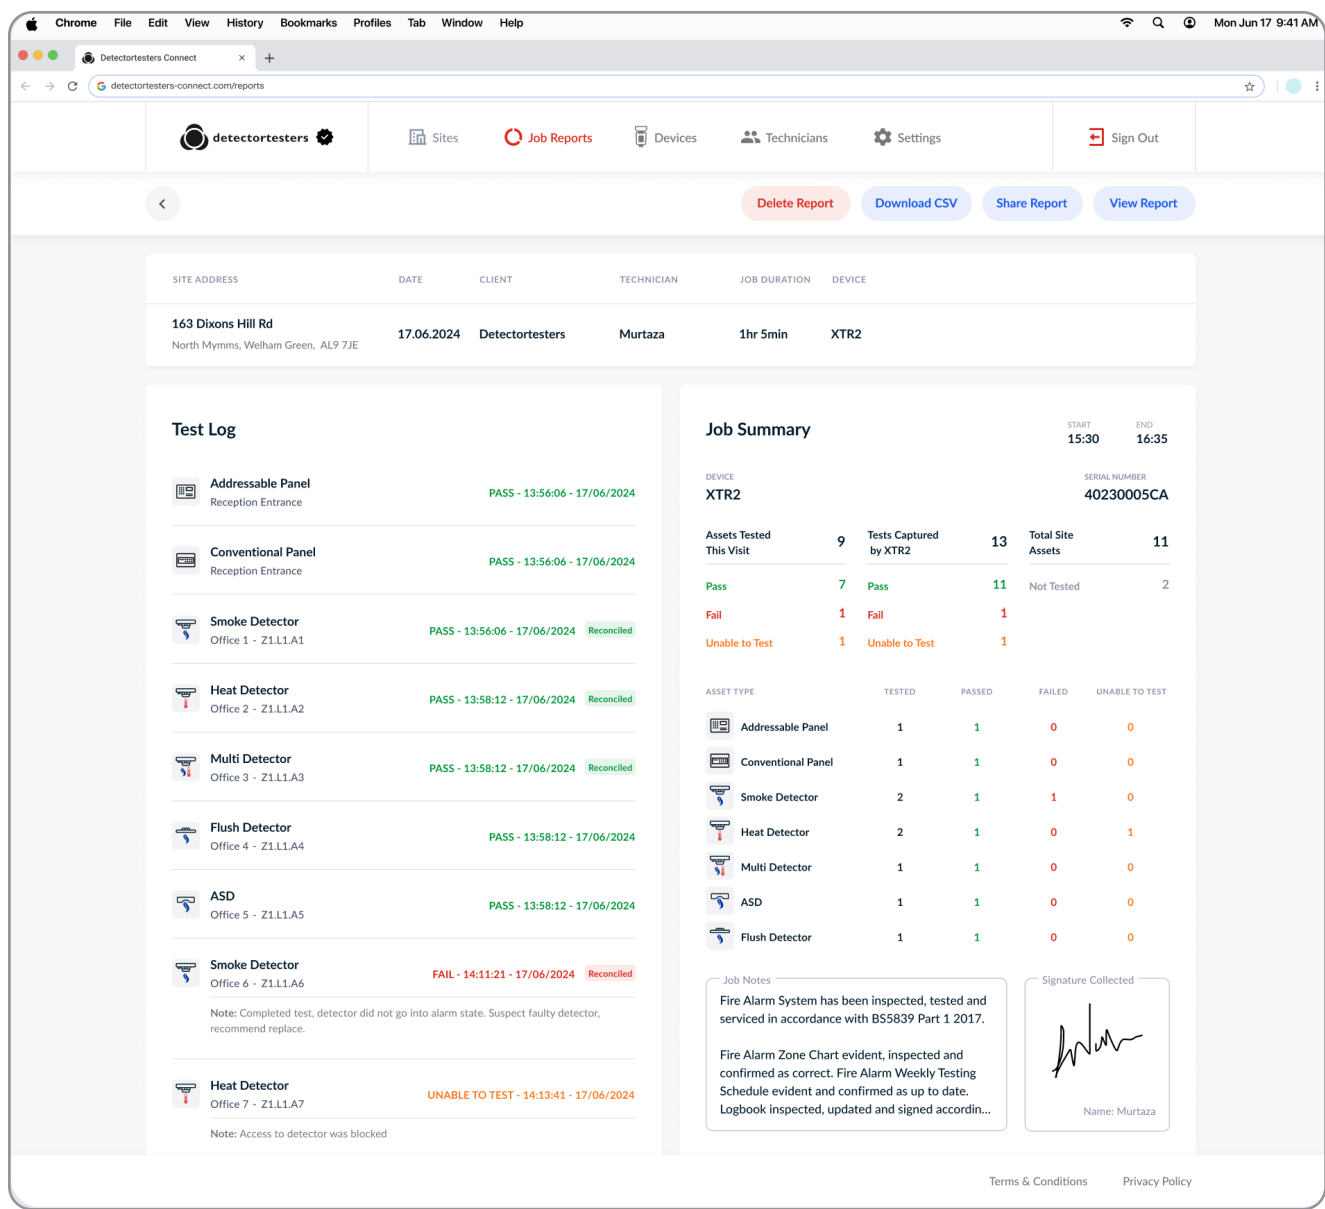 Chrome File Edit View History Bookmarks Profiles Tab Window Help Mon Jun 17 9:41 AM
Detectortesters Connect
detectortesters-connect.com/reports
detectortesters Sites Job Reports Devices Technicians Settings Sign Out
Delete Report Download CSV Share Report View Report
SITE ADDRESS DATE CLIENT TECHNICIAN JOB DURATION DEVICE
163 Dixons Hill Rd
17.06.2024 Detectortesters Murtaza 1hr 5min XTR2
North Mymms, Welham Green, AL9 7JE
Test Log
Addressable Panel
PASS - 13:56:06 - 17/06/2024
Reception Entrance
Conventional Panel
PASS - 13:56:06 - 17/06/2024
Reception Entrance
Smoke Detector
PASS - 13:56:06 - 17/06/2024 Reconciled
Office 1 - Z1.L1.A1
Heat Detector
PASS - 13:58:12 - 17/06/2024 Reconciled
Office 2 - Z1.L1.A2
Multi Detector
PASS - 13:58:12 - 17/06/2024 Reconciled
Office 3 - Z1.L1.A3
Flush Detector
PASS - 13:58:12 - 17/06/2024
Office 4 - Z1.L1.A4
ASD
PASS - 13:58:12 - 17/06/2024
Office 5 - Z1.L1.A5
Smoke Detector
FAIL - 14:11:21 - 17/06/2024 Reconciled
Office 6 - Z1.L1.A6
Note: Completed test, detector did not go into alarm state. Suspect faulty detector,
recommend replace.
Heat Detector
UNABLE TO TEST - 14:13:41 - 17/06/2024
Office 7 - Z1.L1.A7
Note: Access to detector was blocked
Job Summary
START END
15:30 16:35
DEVICE SERIAL NUMBER
XTR2 40230005CA
Assets Tested
This Visit
9
Tests Captured
by XTR2
13
Total Site
Assets
11
Pass 7 Pass 11 Not Tested 2
Fail 1 Fail 1
Unable to Test 1 Unable to Test 1
ASSET TYPE TESTED PASSED FAILED UNABLE TO TEST
Addressable Panel 1 1 0 0
Conventional Panel 1 1 0 0
Smoke Detector 2 1 1 0
Heat Detector 2 1 0 1
Multi Detector 1 1 0 0
ASD 1 1 0 0
Flush Detector 1 1 0 0
Job Notes
Fire Alarm System has been inspected, tested and
serviced in accordance with BS5839 Part 1 2017.
Fire Alarm Zone Chart evident, inspected and
confirmed as correct. Fire Alarm Weekly Testing
Schedule evident and confirmed as up to date.
Logbook inspected, updated and signed accordin...
Signature Collected
Name: Murtaza
Terms & Conditions Privacy Policy